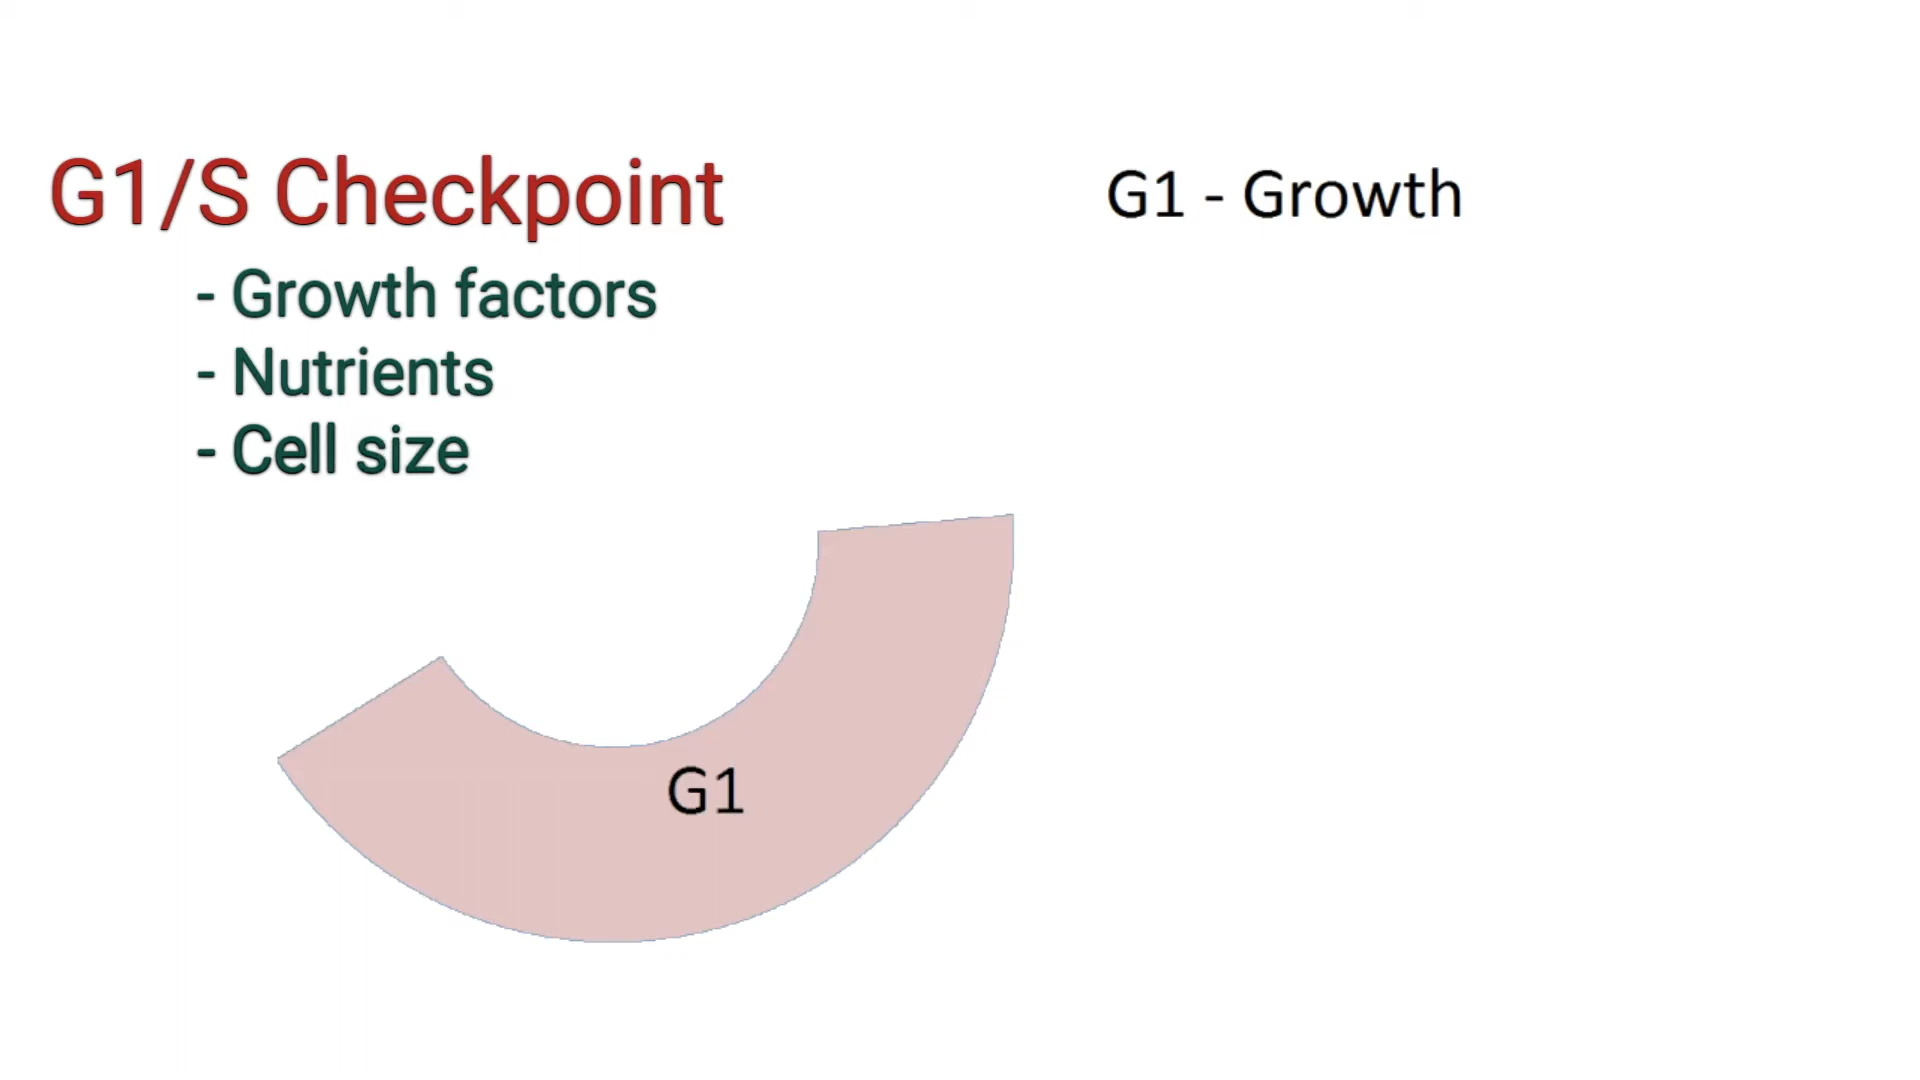 G1/S Checkpoint
- Growth factors
- Nutrients
- Cell size
G1 - Growth
G1